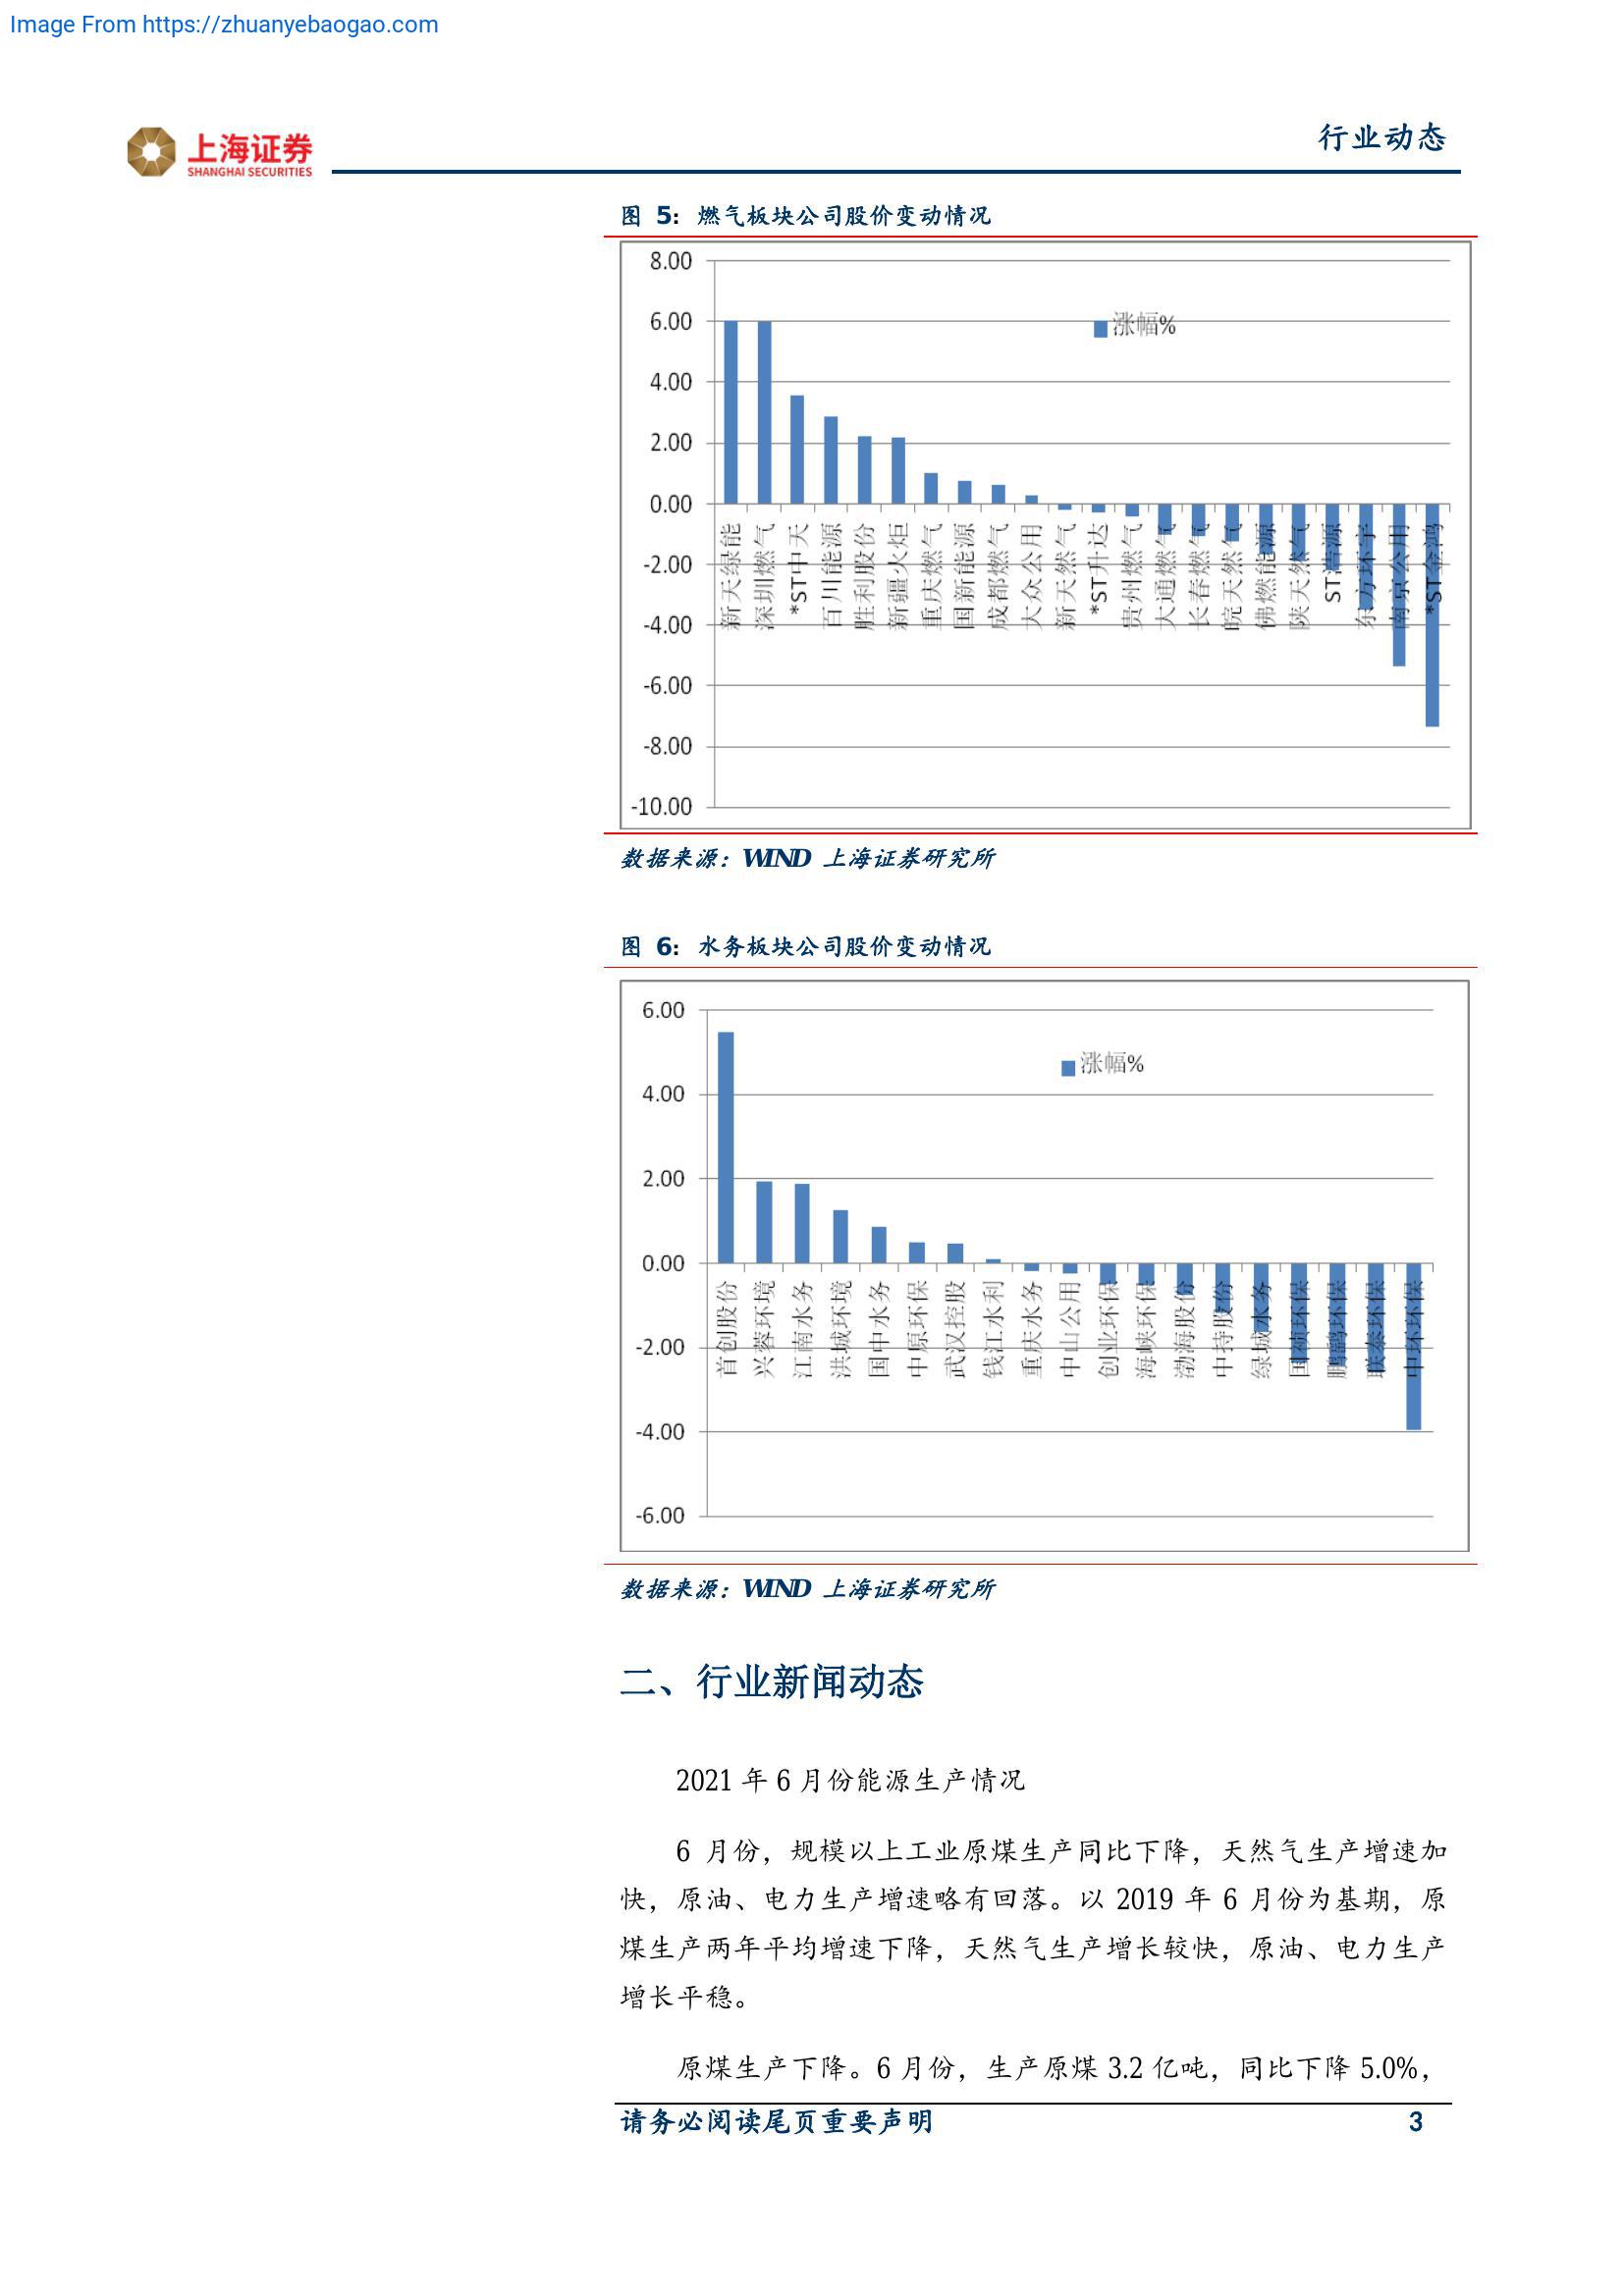 Image From https://zhuanyebaogao.com
上海证券
SHANGHAI SECURITIES
行业动态
图 5：燃气板块公司股价变动情况
8.00
6.00
4.00
2.00
0.00
-2.00
-4.00
-6.00
-8.00
-10.00
涨幅%
新天绿能
深圳燃气
*ST中天
百川能源
胜利股份
新疆火炬
重庆燃气
国新能源
成都燃气
大众公用
新天然气
*ST升达
贵州燃气
大通燃气
长春燃气
皖天然气
佛燃能源
陕天然气
ST浩源
东方环宇
南京公用
*ST金鸿
数据来源：WIND 上海证券研究所
图 6：水务板块公司股价变动情况
6.00
4.00
2.00
0.00
-2.00
-4.00
-6.00
涨幅%
首创股份
兴蓉环境
江南水务
洪城环境
国中水务
中原环保
武汉控股
钱江水利
重庆水务
中山公用
创业环保
海峡环保
渤海股份
中持股份
绿城水务
国祯环保
鹏鹞环保
联泰环保
中环环保
数据来源：WIND 上海证券研究所
二、行业新闻动态
2021 年 6 月份能源生产情况
6 月份，规模以上工业原煤生产同比下降，天然气生产增速加
快，原油、电力生产增速略有回落。以 2019 年 6 月份为基期，原
煤生产两年平均增速下降，天然气生产增长较快，原油、电力生产
增长平稳。
原煤生产下降。6 月份，生产原煤 3.2 亿吨，同比下降 5.0%，
请务必阅读尾页重要声明
3